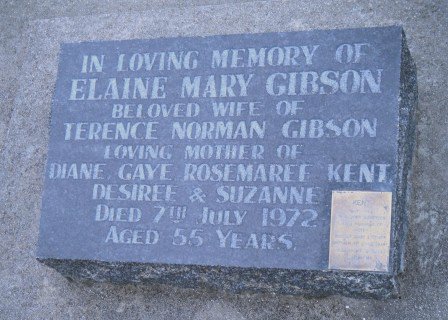 IN LOVING MEMORY OF
ELAINE MARY GIBSON
BELOVED WIFE OF
TERENCE NORMAN GIBSON
LOVING MOTHER OF
DIANE, GAYE, ROSEMAREE, KENT,
DESIREE & SUZANNE
DIED 7TH JULY 1972
AGED 55 YEARS.
KENT